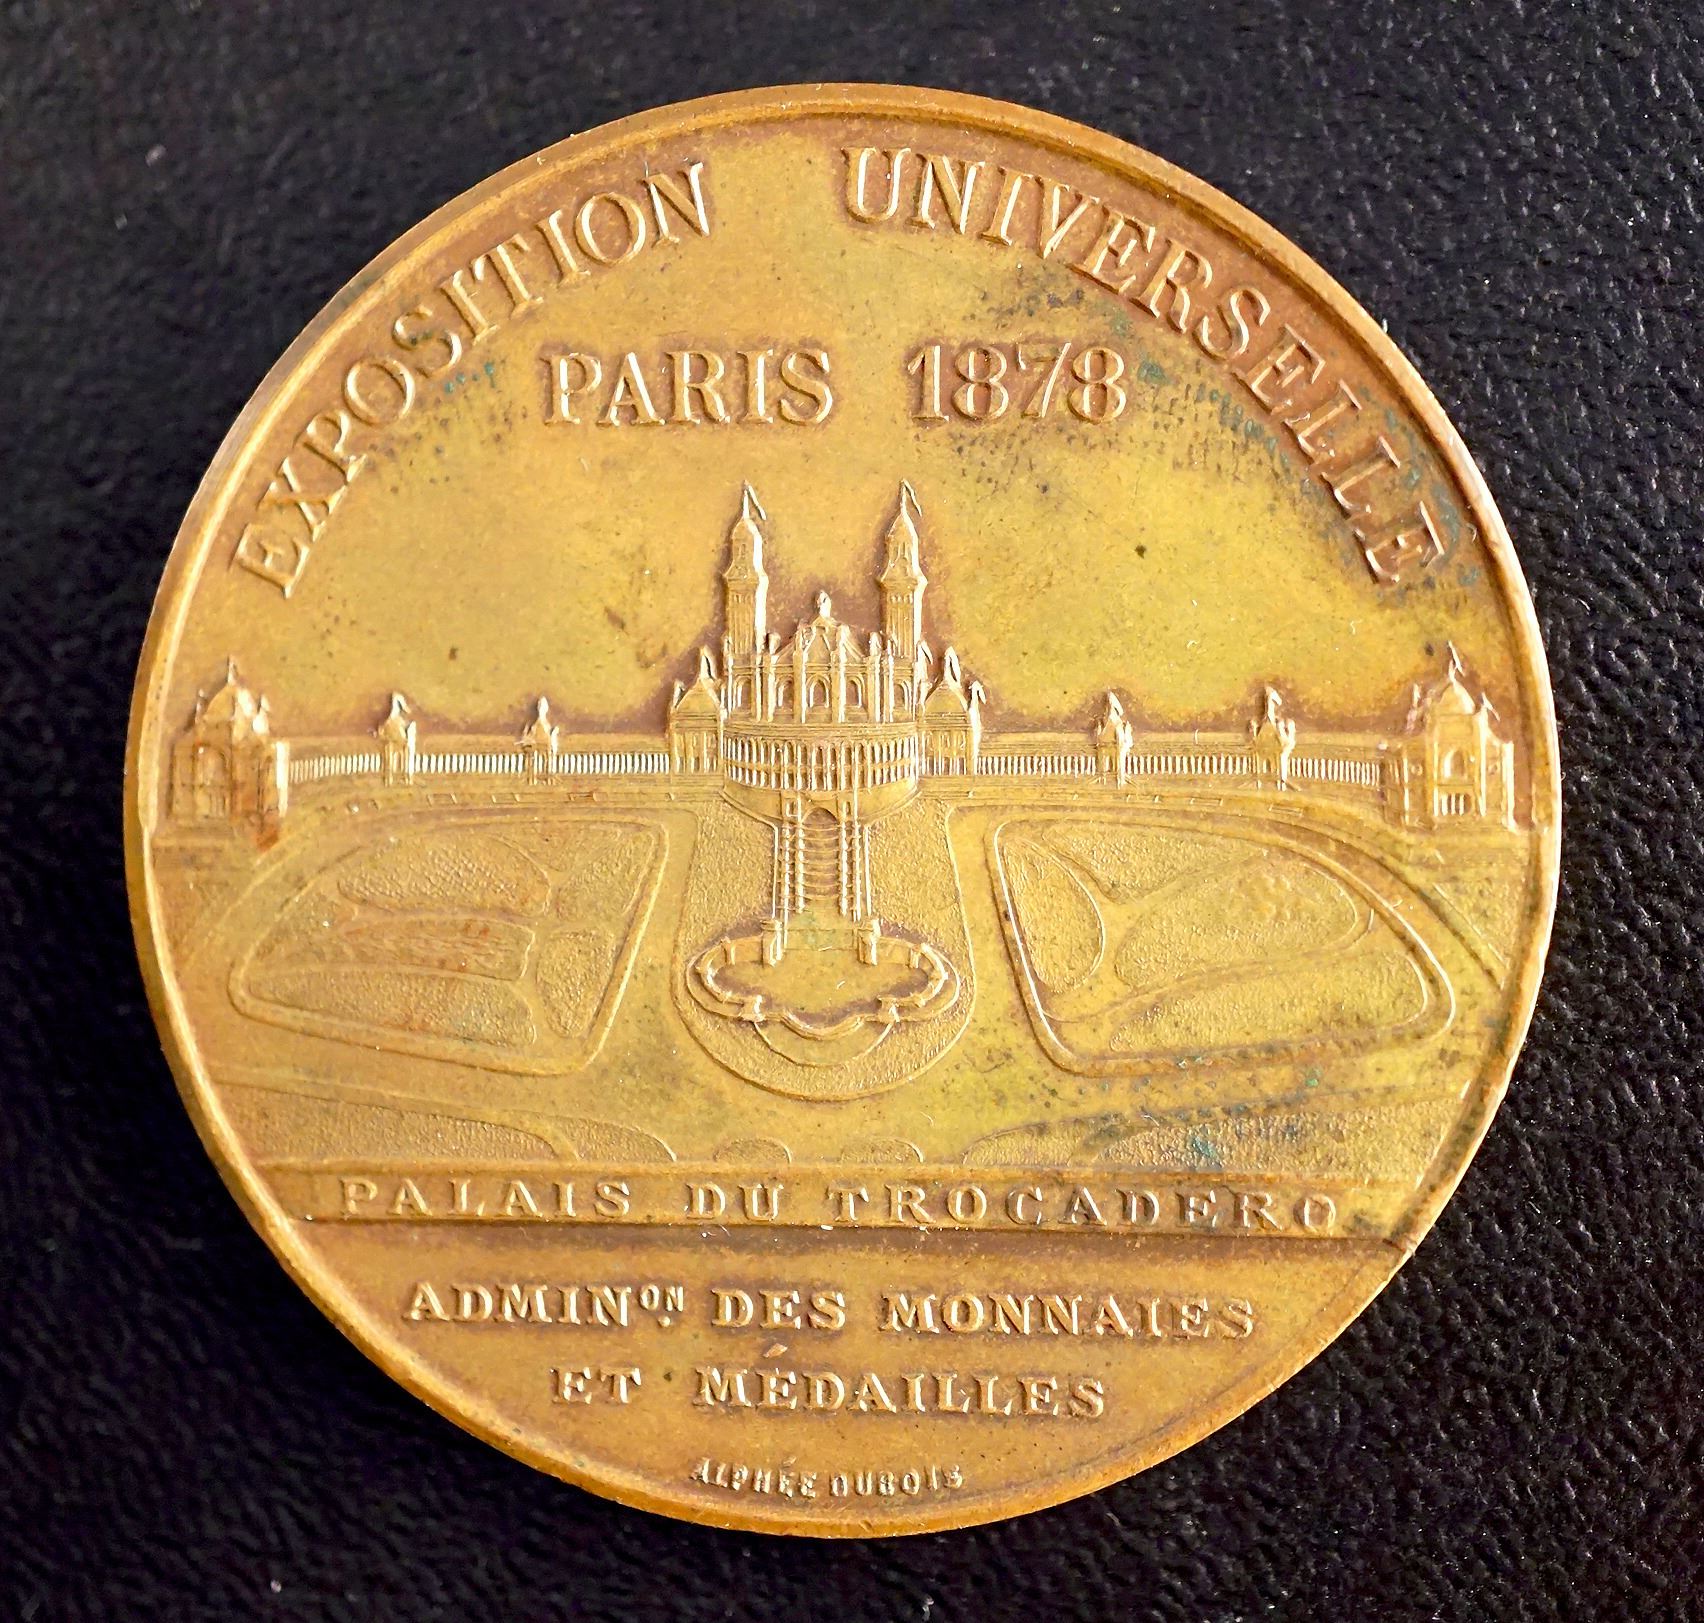 EXPOSITION UNIVERSELLE
PARIS 1878
PALAIS DU TROCADERO
ADMINᴼᴺ. DES MONNAIES
ET MÉDAILLES
ALPHÉE DUBOIS